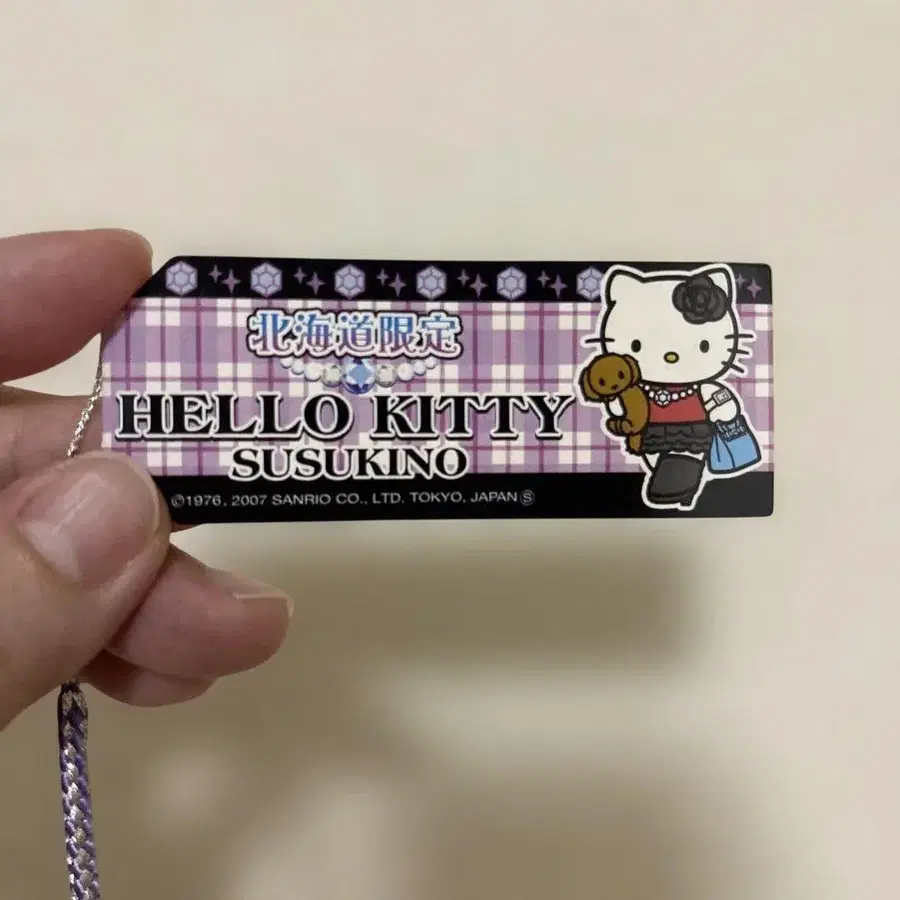 北海道限定
HELLO KITTY
SUSUKINO
©1976, 2007 SANRIO CO., LTD. TOKYO, JAPAN Ⓢ